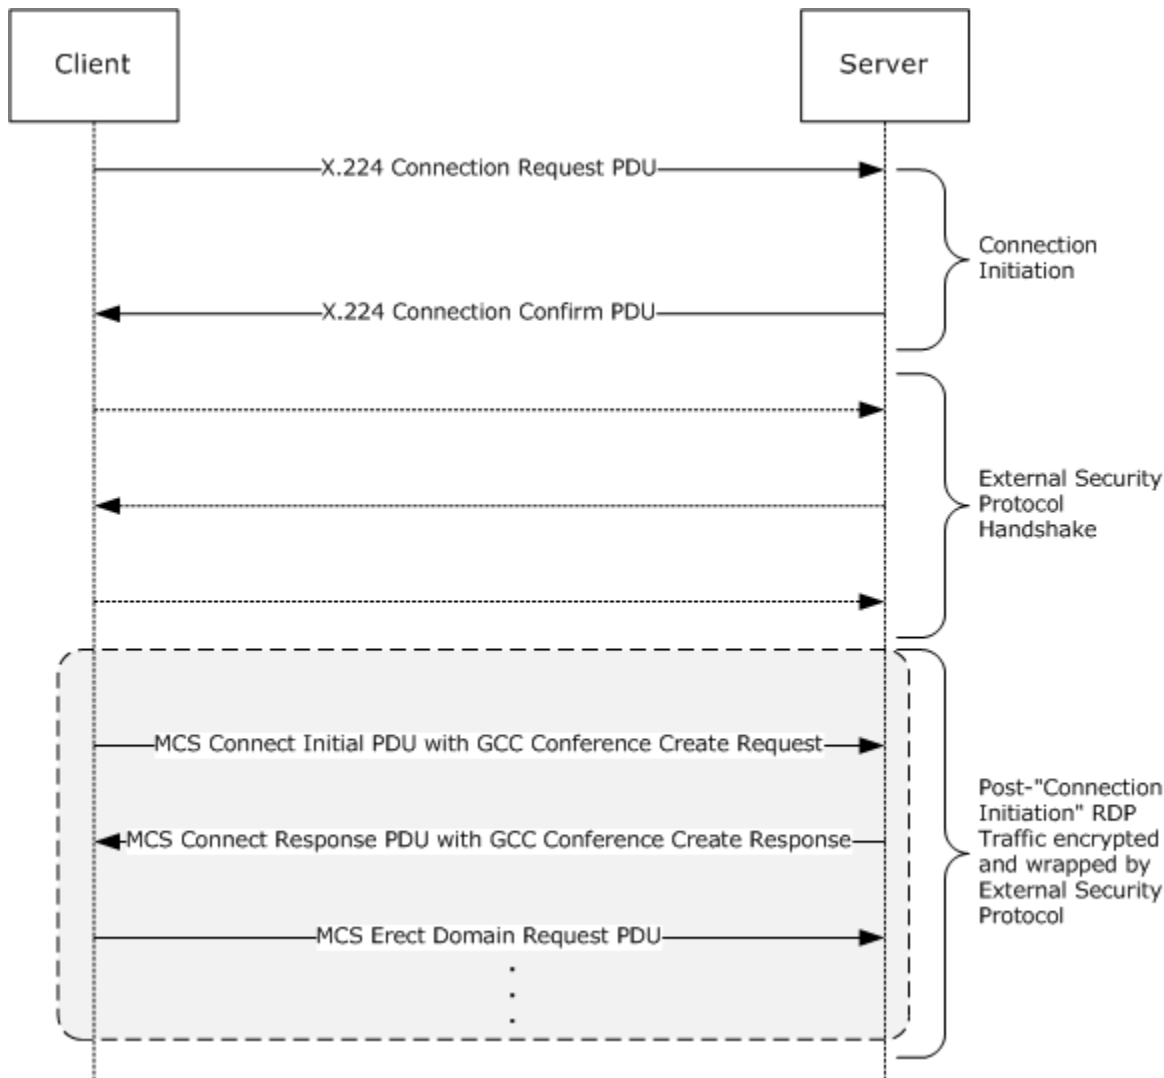 Client
Server
X.224 Connection Request PDU
Connection
Initiation
X.224 Connection Confirm PDU
External Security
Protocol
Handshake
MCS Connect Initial PDU with GCC Conference Create Request
MCS Connect Response PDU with GCC Conference Create Response
MCS Erect Domain Request PDU
Post-"Connection
Initiation" RDP
Traffic encrypted
and wrapped by
External Security
Protocol